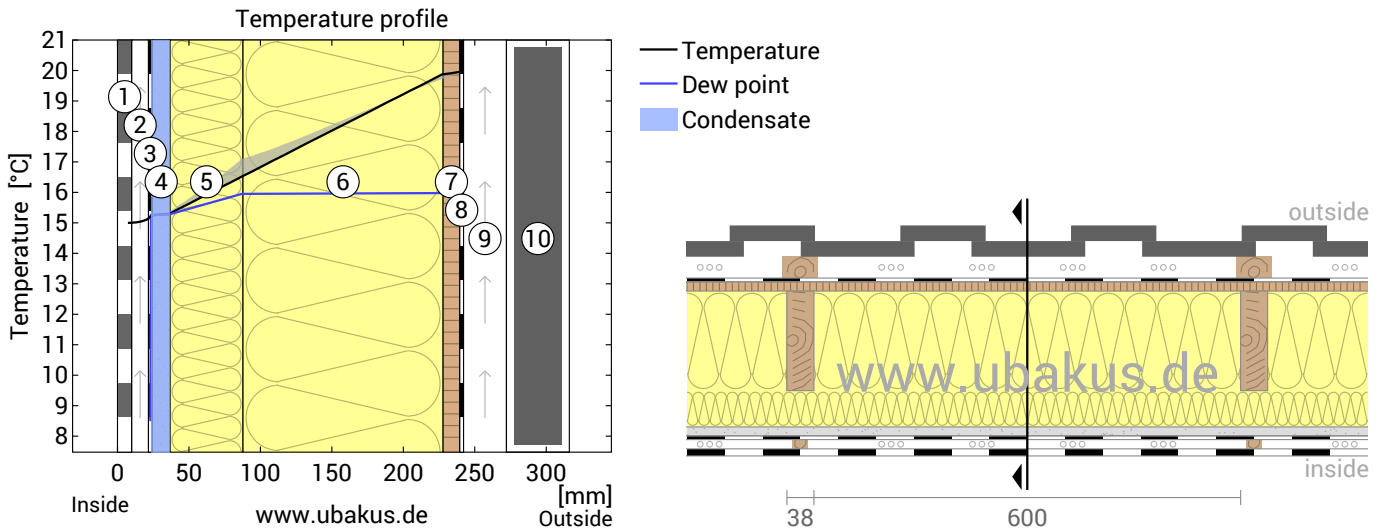 Temperature profile
Temperature [°C]
21
20
19
18
17
16
15
14
13
12
11
10
9
8
1
2
3
4
5
6
7
8
9
10
0
50
100
150
200
250
300
[mm]
Inside
www.ubakus.de
Outside
Temperature
Dew point
Condensate
outside
www.ubakus.de
inside
38
600